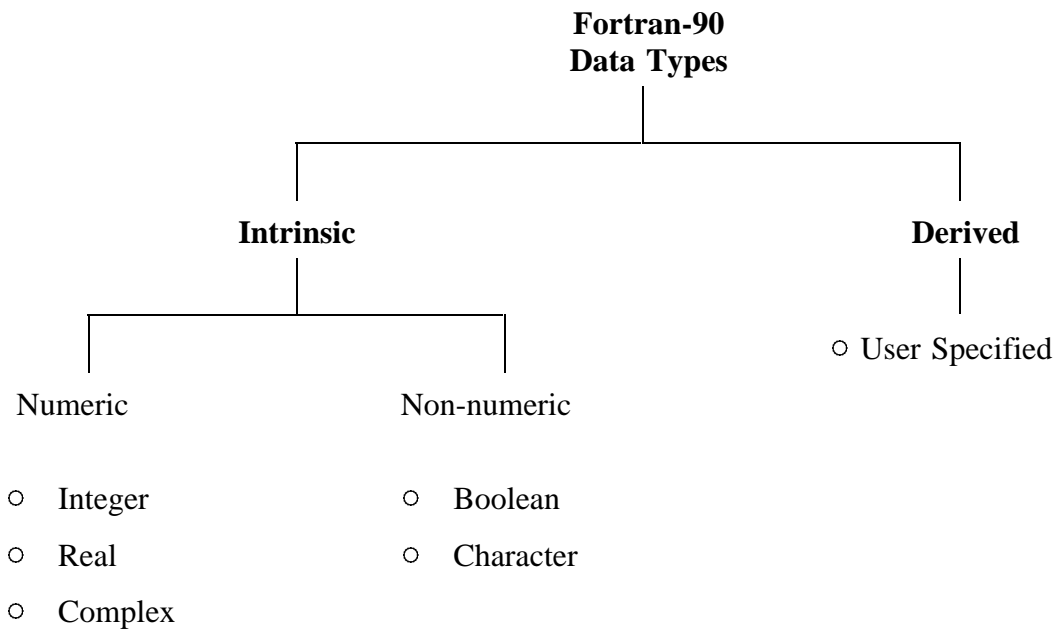 Fortran-90
Data Types
Intrinsic
Derived
User Specified
Numeric
Non-numeric
Integer
Boolean
Real
Character
Complex